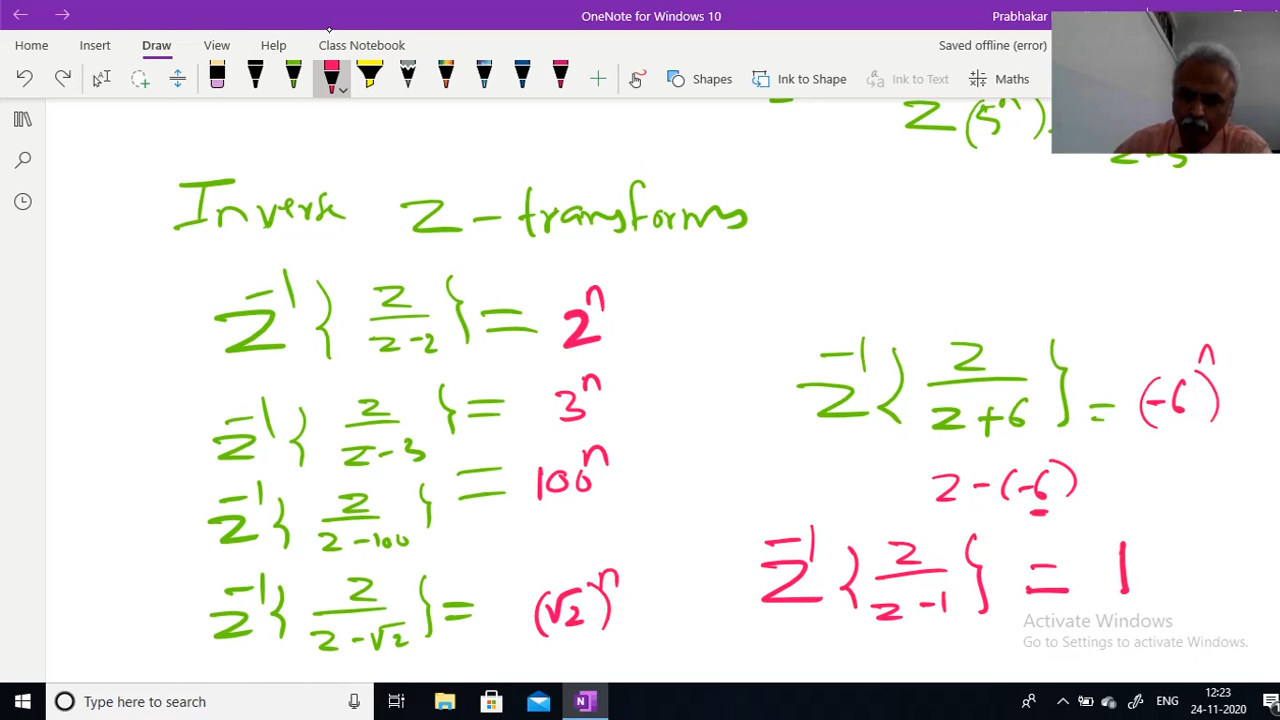 OneNote for Windows 10
Prabhakar
Home Insert Draw View Help Class Notebook
Saved offline (error)
Shapes Ink to Shape Ink to Text Maths
Z(5ⁿ)
Inverse Z-transforms
Z⁻¹{z/(z-2)} = 2ⁿ
Z⁻¹{z/(z-3)} = 3ⁿ
Z⁻¹{z/(z-100)} = 100ⁿ
Z⁻¹{z/(z-√2)} = (√2)ⁿ
Z⁻¹{z/(z+6)} = (-6)ⁿ
z-(-6)
Z⁻¹{z/(z-1)} = 1
Activate Windows
Go to Settings to activate Windows.
Type here to search
ENG
12:23
24-11-2020